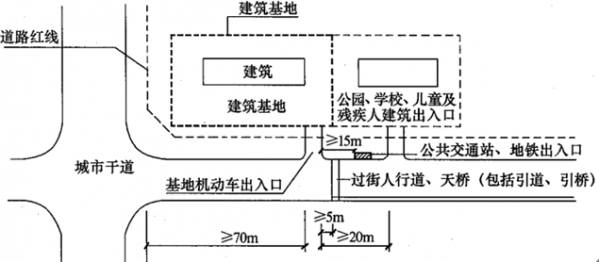 建筑基地
道路红线
建筑
建筑基地
公园、学校、儿童及
残疾人建筑出入口
≥15m
公共交通站、地铁出入口
城市干道
基地机动车出入口
过街人行道、天桥（包括引道、引桥）
≥5m
≥70m
≥20m